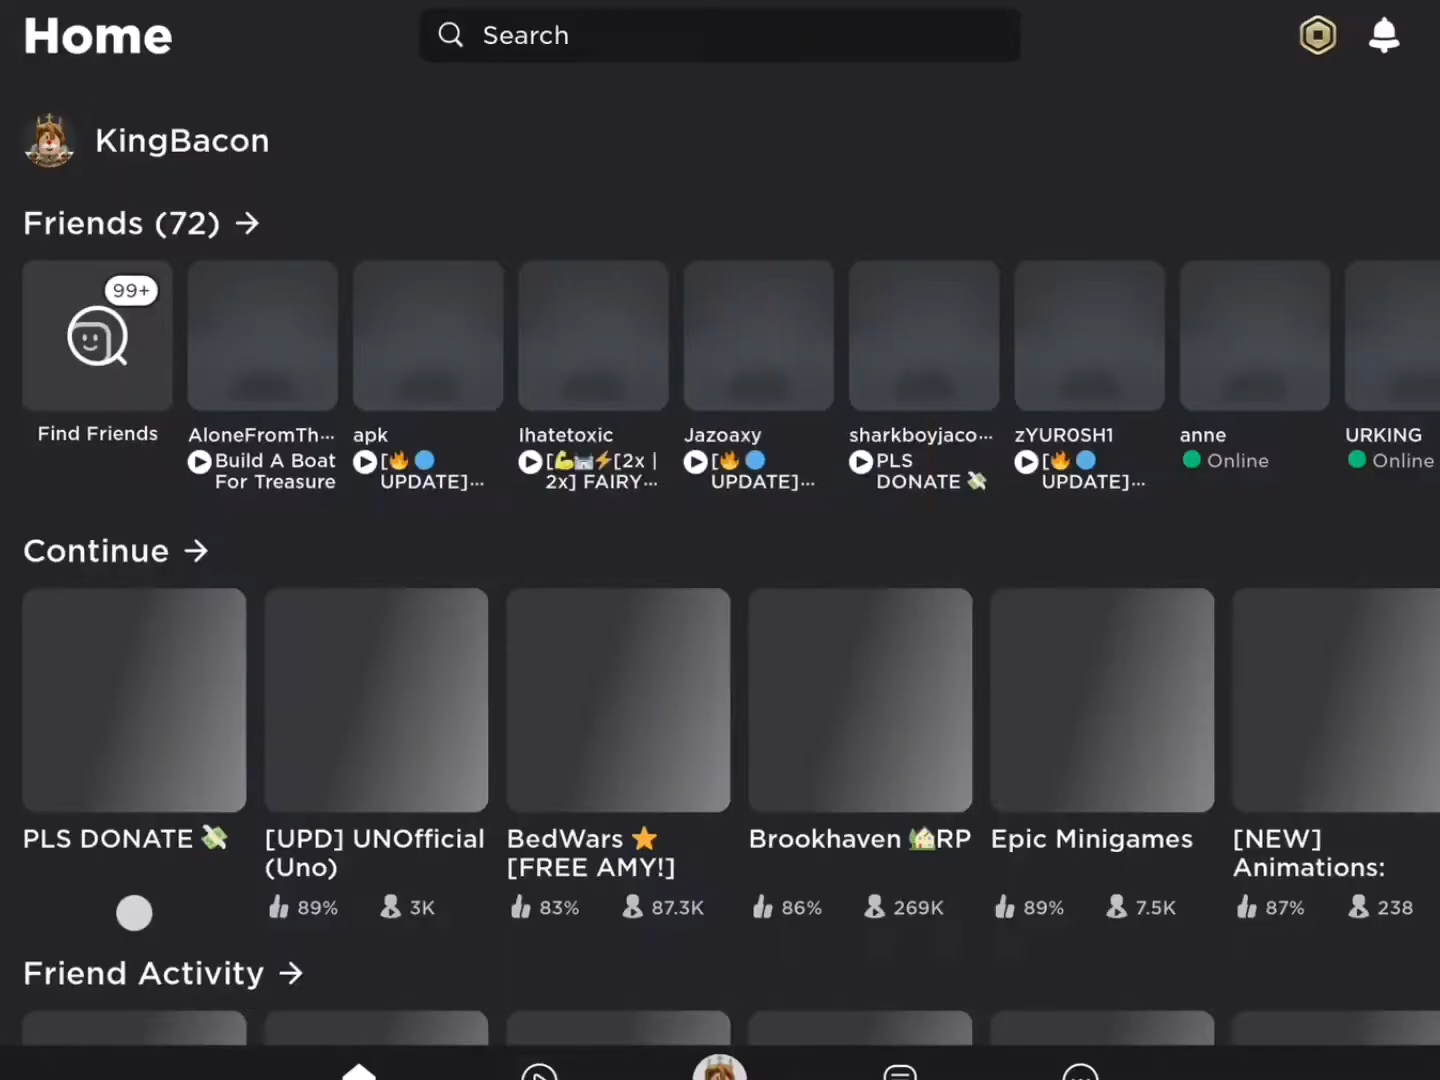 Home
Search
KingBacon
Friends (72) →
99+
Find Friends
AloneFromTh...
Build A Boat
For Treasure
apk
[🔥🔵
UPDATE]...
Ihatetoxic
[💪🏻⚡[2x |
2x] FAIRY...
Jazoaxy
[🔥🔵
UPDATE]...
sharkboyjaco...
PLS
DONATE 💸
zYUR0SH1
[🔥🔵
UPDATE]...
anne
Online
URKING
Online
Continue →
PLS DONATE 💸
[UPD] UNOfficial
(Uno)
89% 3K
BedWars ⭐
[FREE AMY!]
83% 87.3K
Brookhaven 🏡RP
86% 269K
Epic Minigames
89% 7.5K
[NEW]
Animations:
87% 238
Friend Activity →